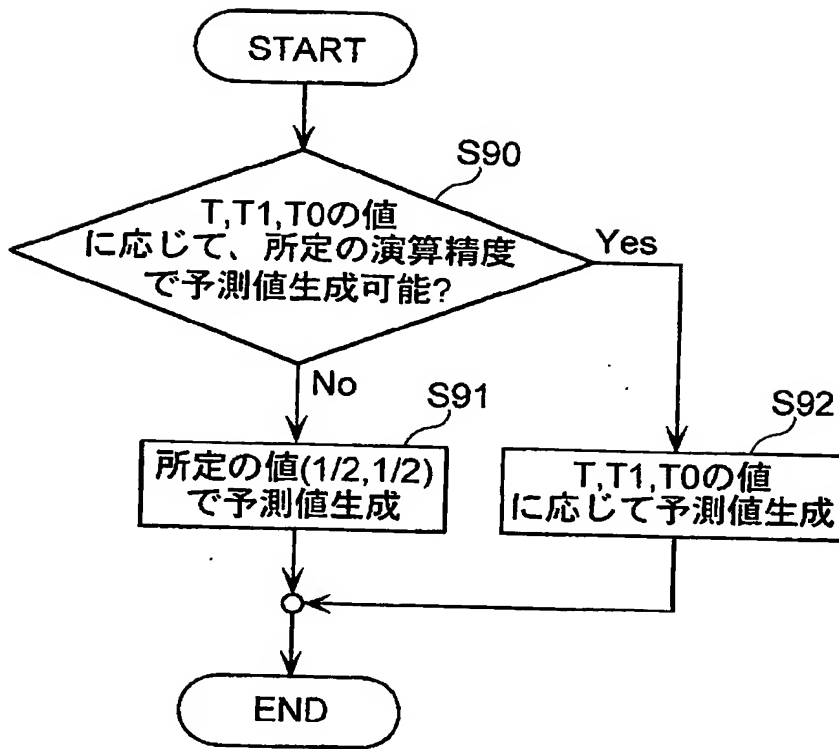 START
S90
T,T1,T0の値
に応じて、所定の演算精度
で予測値生成可能?
Yes
No
S91
所定の値(1/2,1/2)
で予測値生成
S92
T,T1,T0の値
に応じて予測値生成
END